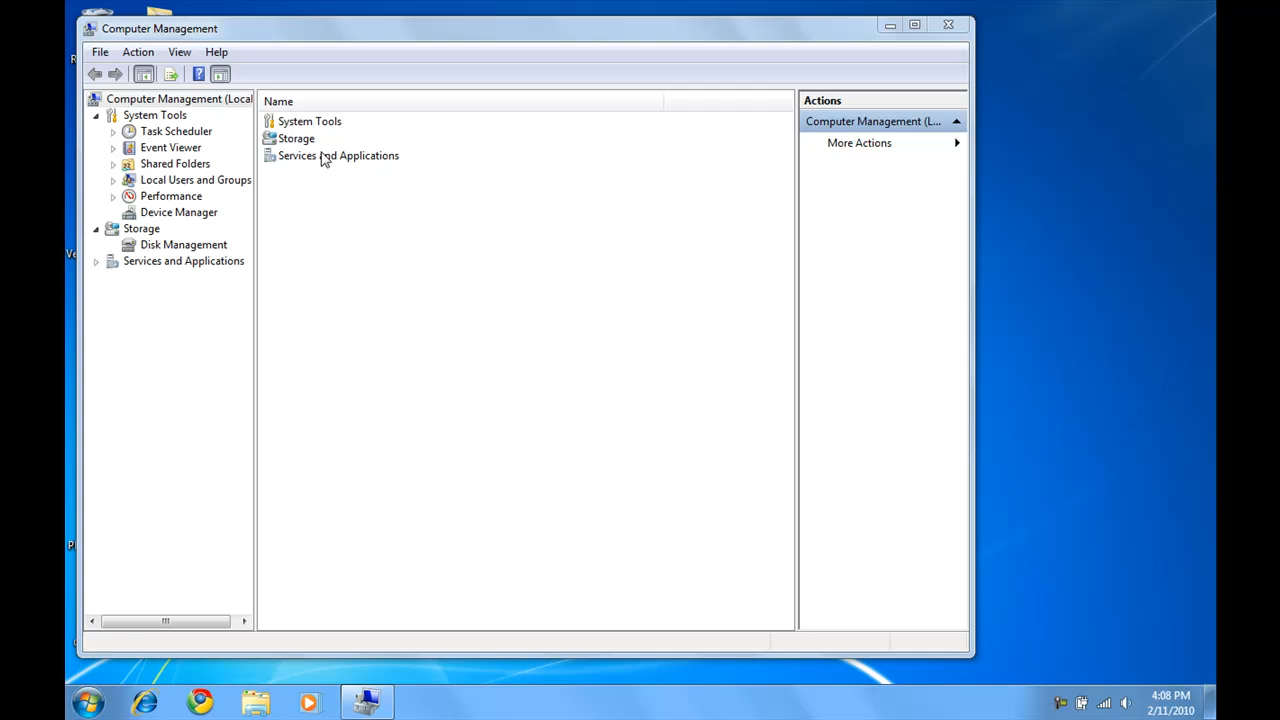 Computer Management
File Action View Help
Computer Management (Local
System Tools
Task Scheduler
Event Viewer
Shared Folders
Local Users and Groups
Performance
Device Manager
Storage
Disk Management
Services and Applications
Name
System Tools
Storage
Services and Applications
Actions
Computer Management (L...
More Actions
4:08 PM
2/11/2010